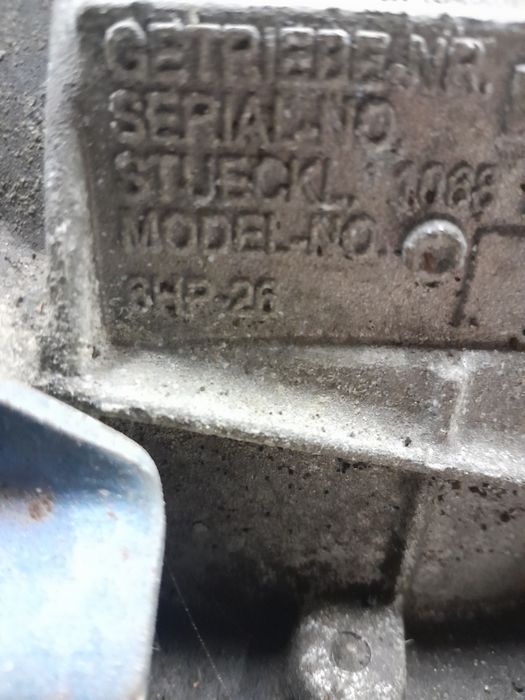 GETRIEBE-NR.
SERIAL-NO.
STUECKL. 1068
MODEL-NO.
6HP-26